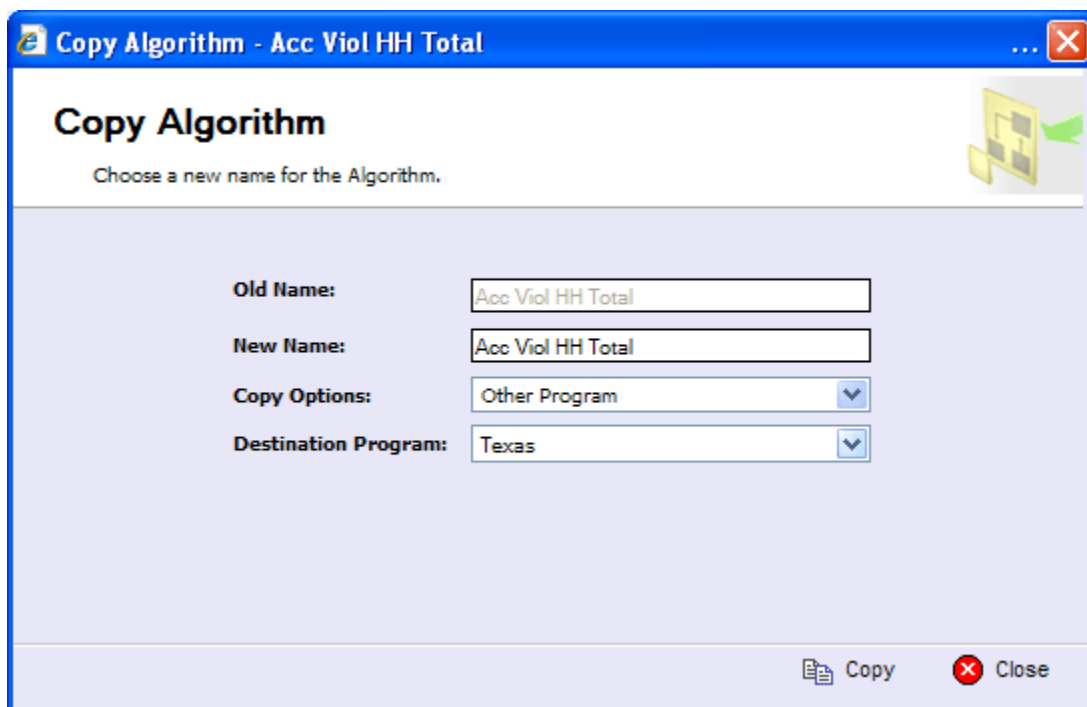 Copy Algorithm - Acc Viol HH Total ...
Copy Algorithm
Choose a new name for the Algorithm.
Old Name: Acc Viol HH Total
New Name: Acc Viol HH Total
Copy Options: Other Program
Destination Program: Texas
Copy Close